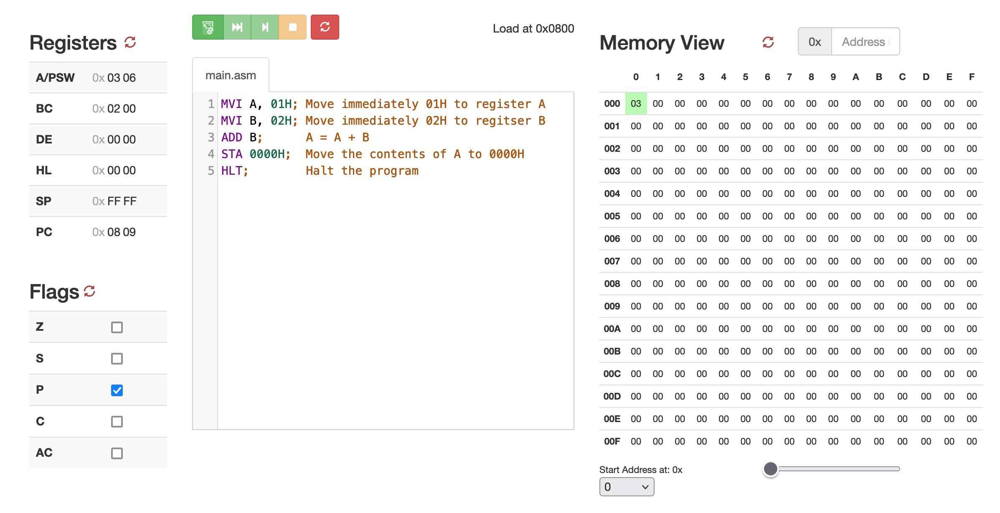 Registers
A/PSW 0x 03 06
BC 0x 02 00
DE 0x 00 00
HL 0x 00 00
SP 0x FF FF
PC 0x 08 09
Flags
Z
S
P
C
AC
Load at 0x0800
main.asm
1 MVI A, 01H; Move immediately 01H to register A
2 MVI B, 02H; Move immediately 02H to regitser B
3 ADD B; A = A + B
4 STA 0000H; Move the contents of A to 0000H
5 HLT; Halt the program
Memory View 0x Address
0 1 2 3 4 5 6 7 8 9 A B C D E F
000 03 00 00 00 00 00 00 00 00 00 00 00 00 00 00 00
001 00 00 00 00 00 00 00 00 00 00 00 00 00 00 00 00
002 00 00 00 00 00 00 00 00 00 00 00 00 00 00 00 00
003 00 00 00 00 00 00 00 00 00 00 00 00 00 00 00 00
004 00 00 00 00 00 00 00 00 00 00 00 00 00 00 00 00
005 00 00 00 00 00 00 00 00 00 00 00 00 00 00 00 00
006 00 00 00 00 00 00 00 00 00 00 00 00 00 00 00 00
007 00 00 00 00 00 00 00 00 00 00 00 00 00 00 00 00
008 00 00 00 00 00 00 00 00 00 00 00 00 00 00 00 00
009 00 00 00 00 00 00 00 00 00 00 00 00 00 00 00 00
00A 00 00 00 00 00 00 00 00 00 00 00 00 00 00 00 00
00B 00 00 00 00 00 00 00 00 00 00 00 00 00 00 00 00
00C 00 00 00 00 00 00 00 00 00 00 00 00 00 00 00 00
00D 00 00 00 00 00 00 00 00 00 00 00 00 00 00 00 00
00E 00 00 00 00 00 00 00 00 00 00 00 00 00 00 00 00
00F 00 00 00 00 00 00 00 00 00 00 00 00 00 00 00 00
Start Address at: 0x
0